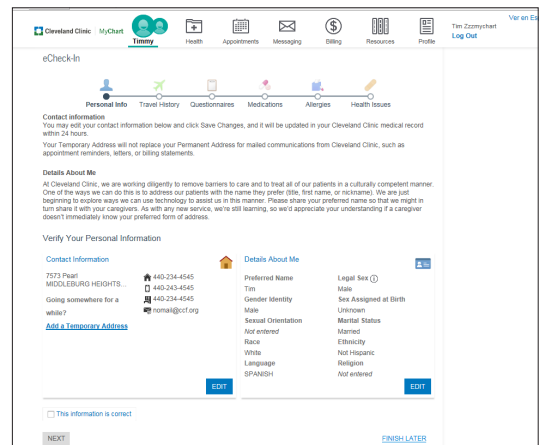 Cleveland Clinic MyChart
Timmy
Health
Appointments
Messaging
Billing
Resources
Profile
Tim Zzzmychart
Log Out
Ver en Es
eCheck-In
Personal Info
Travel History
Questionnaires
Medications
Allergies
Health Issues
Contact information
You may edit your contact information below and click Save Changes, and it will be updated in your Cleveland Clinic medical record
within 24 hours.
Your Temporary Address will not replace your Permanent Address for mailed communications from Cleveland Clinic, such as
appointment reminders, letters, or billing statements.
Details About Me
At Cleveland Clinic, we are working diligently to remove barriers to care and to treat all of our patients in a culturally competent manner.
One of the ways we can do this is to address our patients with the name they prefer (title, first name, or nickname). We are just
beginning to explore ways we can use technology to assist us in this manner. Please share your preferred name so that we might in
turn share it with your caregivers. As with any new service, we're still learning, so we'd appreciate your understanding if a caregiver
doesn't immediately know your preferred form of address.
Verify Your Personal Information
Contact Information
7573 Pearl
MIDDLEBURG HEIGHTS...
Going somewhere for a
while?
Add a Temporary Address
440-234-4545
440-243-4545
440-234-4545
nomail@ccf.org
EDIT
Details About Me
Preferred Name
Tim
Gender Identity
Male
Sexual Orientation
Not entered
Race
White
Language
SPANISH
Legal Sex
Male
Sex Assigned at Birth
Unknown
Marital Status
Married
Ethnicity
Not Hispanic
Religion
Not entered
EDIT
This information is correct
NEXT
FINISH LATER